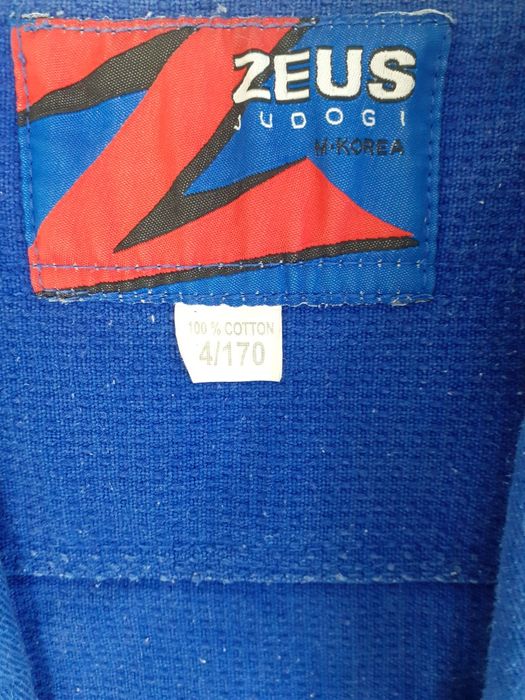 ZEUS
JUDOGI
M·KOREA
100 % COTTON
4/170